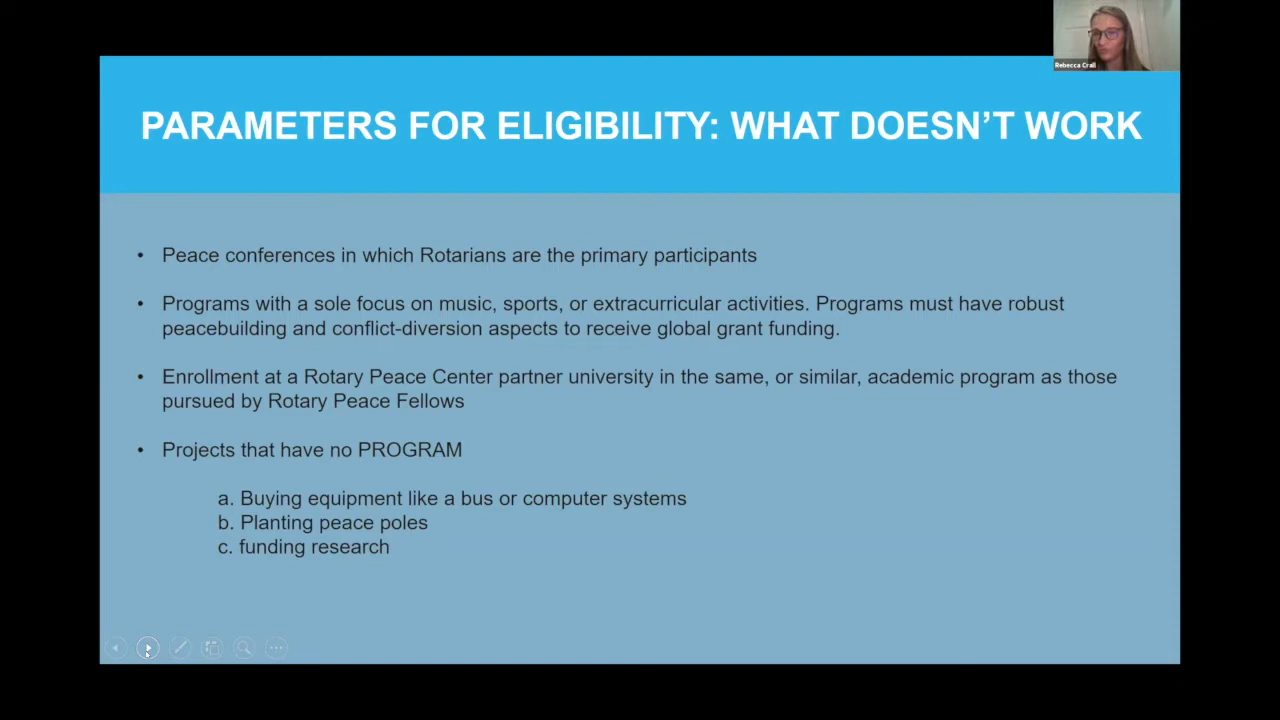 Rebecca Crall
PARAMETERS FOR ELIGIBILITY: WHAT DOESN'T WORK
• Peace conferences in which Rotarians are the primary participants
• Programs with a sole focus on music, sports, or extracurricular activities. Programs must have robust
peacebuilding and conflict-diversion aspects to receive global grant funding.
• Enrollment at a Rotary Peace Center partner university in the same, or similar, academic program as those
pursued by Rotary Peace Fellows
• Projects that have no PROGRAM
a. Buying equipment like a bus or computer systems
b. Planting peace poles
c. funding research